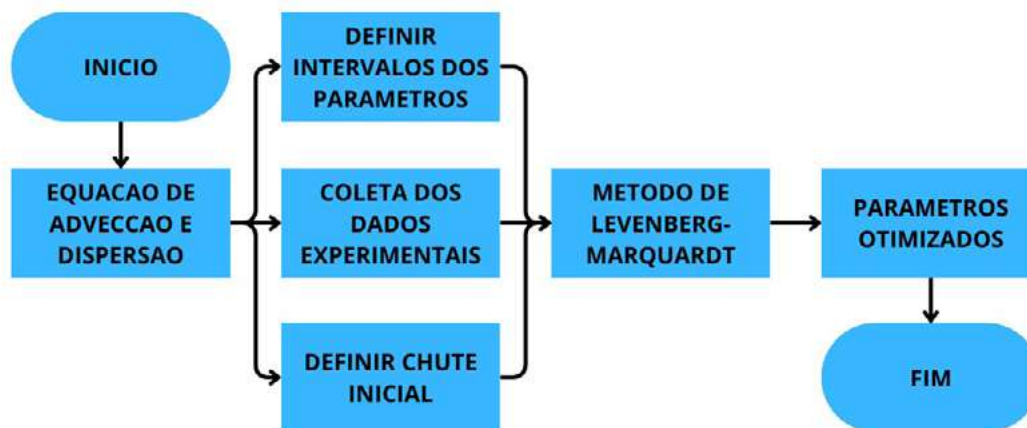 INICIO
EQUACAO DE
ADVECCAO E
DISPERSAO
DEFINIR
INTERVALOS DOS
PARAMETROS
COLETA DOS
DADOS
EXPERIMENTAIS
DEFINIR CHUTE
INICIAL
METODO DE
LEVENBERG-
MARQUARDT
PARAMETROS
OTIMIZADOS
FIM